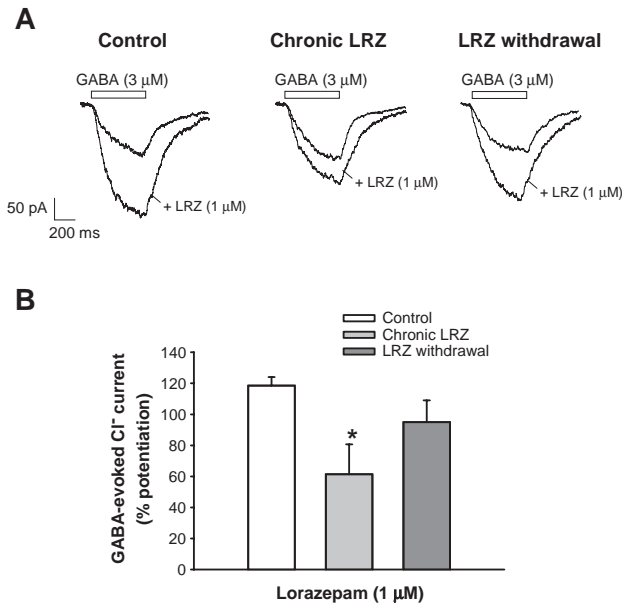 A
Control
Chronic LRZ
LRZ withdrawal
GABA (3 μM)
GABA (3 μM)
GABA (3 μM)
+ LRZ (1 μM)
+ LRZ (1 μM)
+ LRZ (1 μM)
50 pA
200 ms
B
Control
Chronic LRZ
LRZ withdrawal
GABA-evoked Cl⁻ current
(% potentiation)
140
120
100
80
60
40
20
0
*
Lorazepam (1 μM)